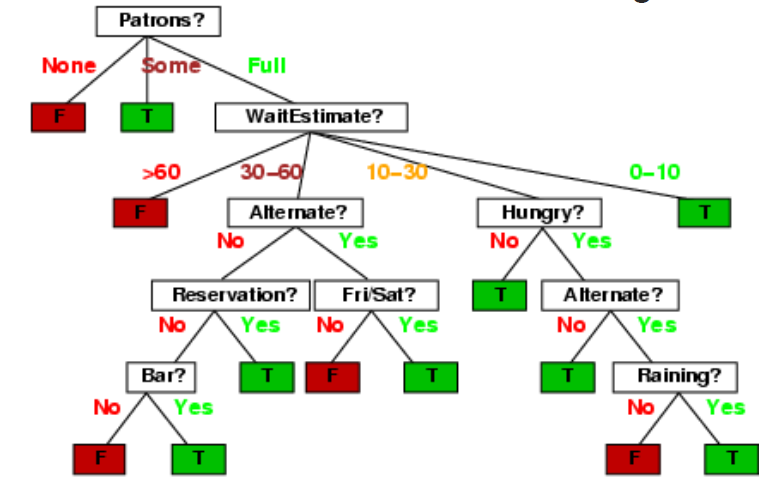 Patrons?
None Some Full
F T WaitEstimate?
>60 30–60 10–30 0–10
F Alternate? Hungry? T
No Yes No Yes
Reservation? Fri/Sat? T Alternate?
No Yes No Yes No Yes
Bar? T F T T Raining?
No Yes No Yes
F T F T